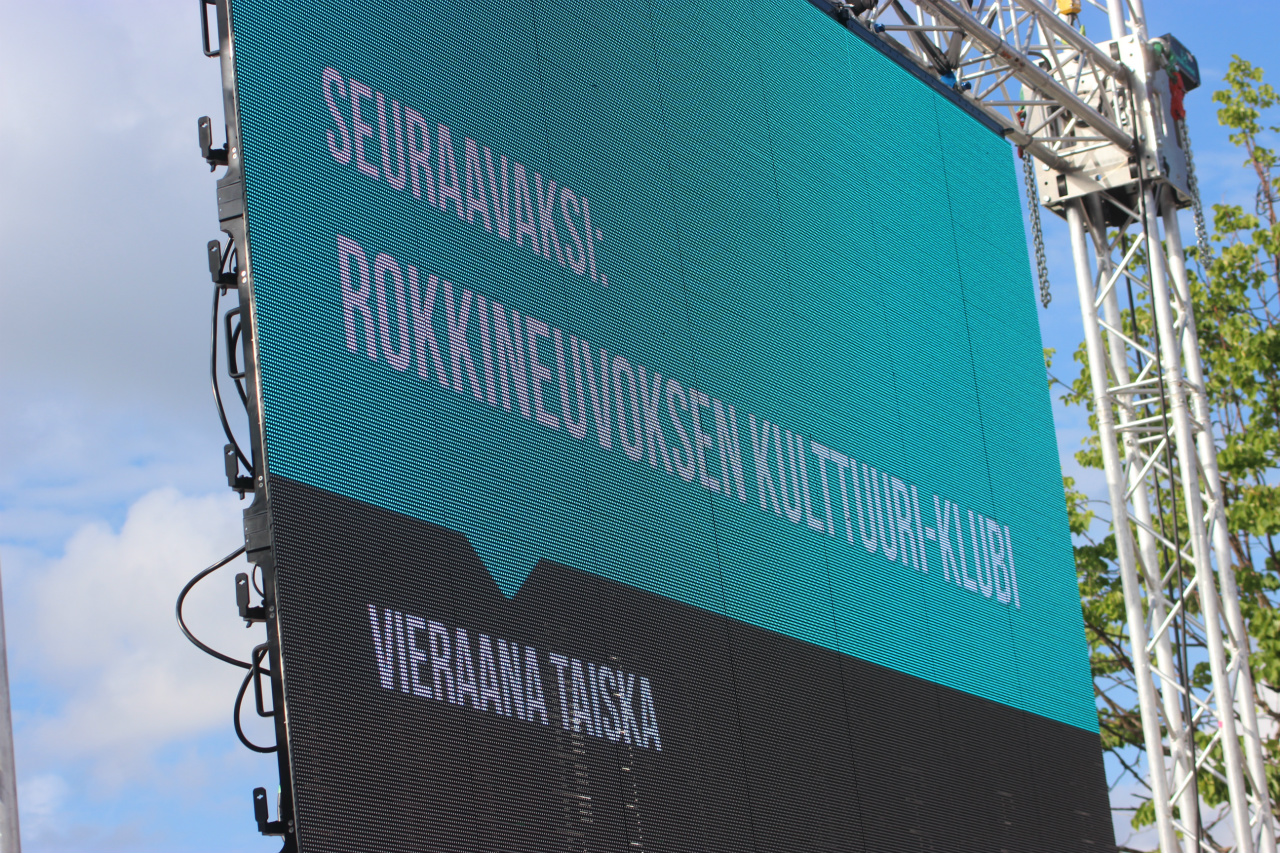 SEURAAVAKSI:
ROKKINEUVOKSEN KULTTUURI-KLUBI
VIERAANA TAISKA